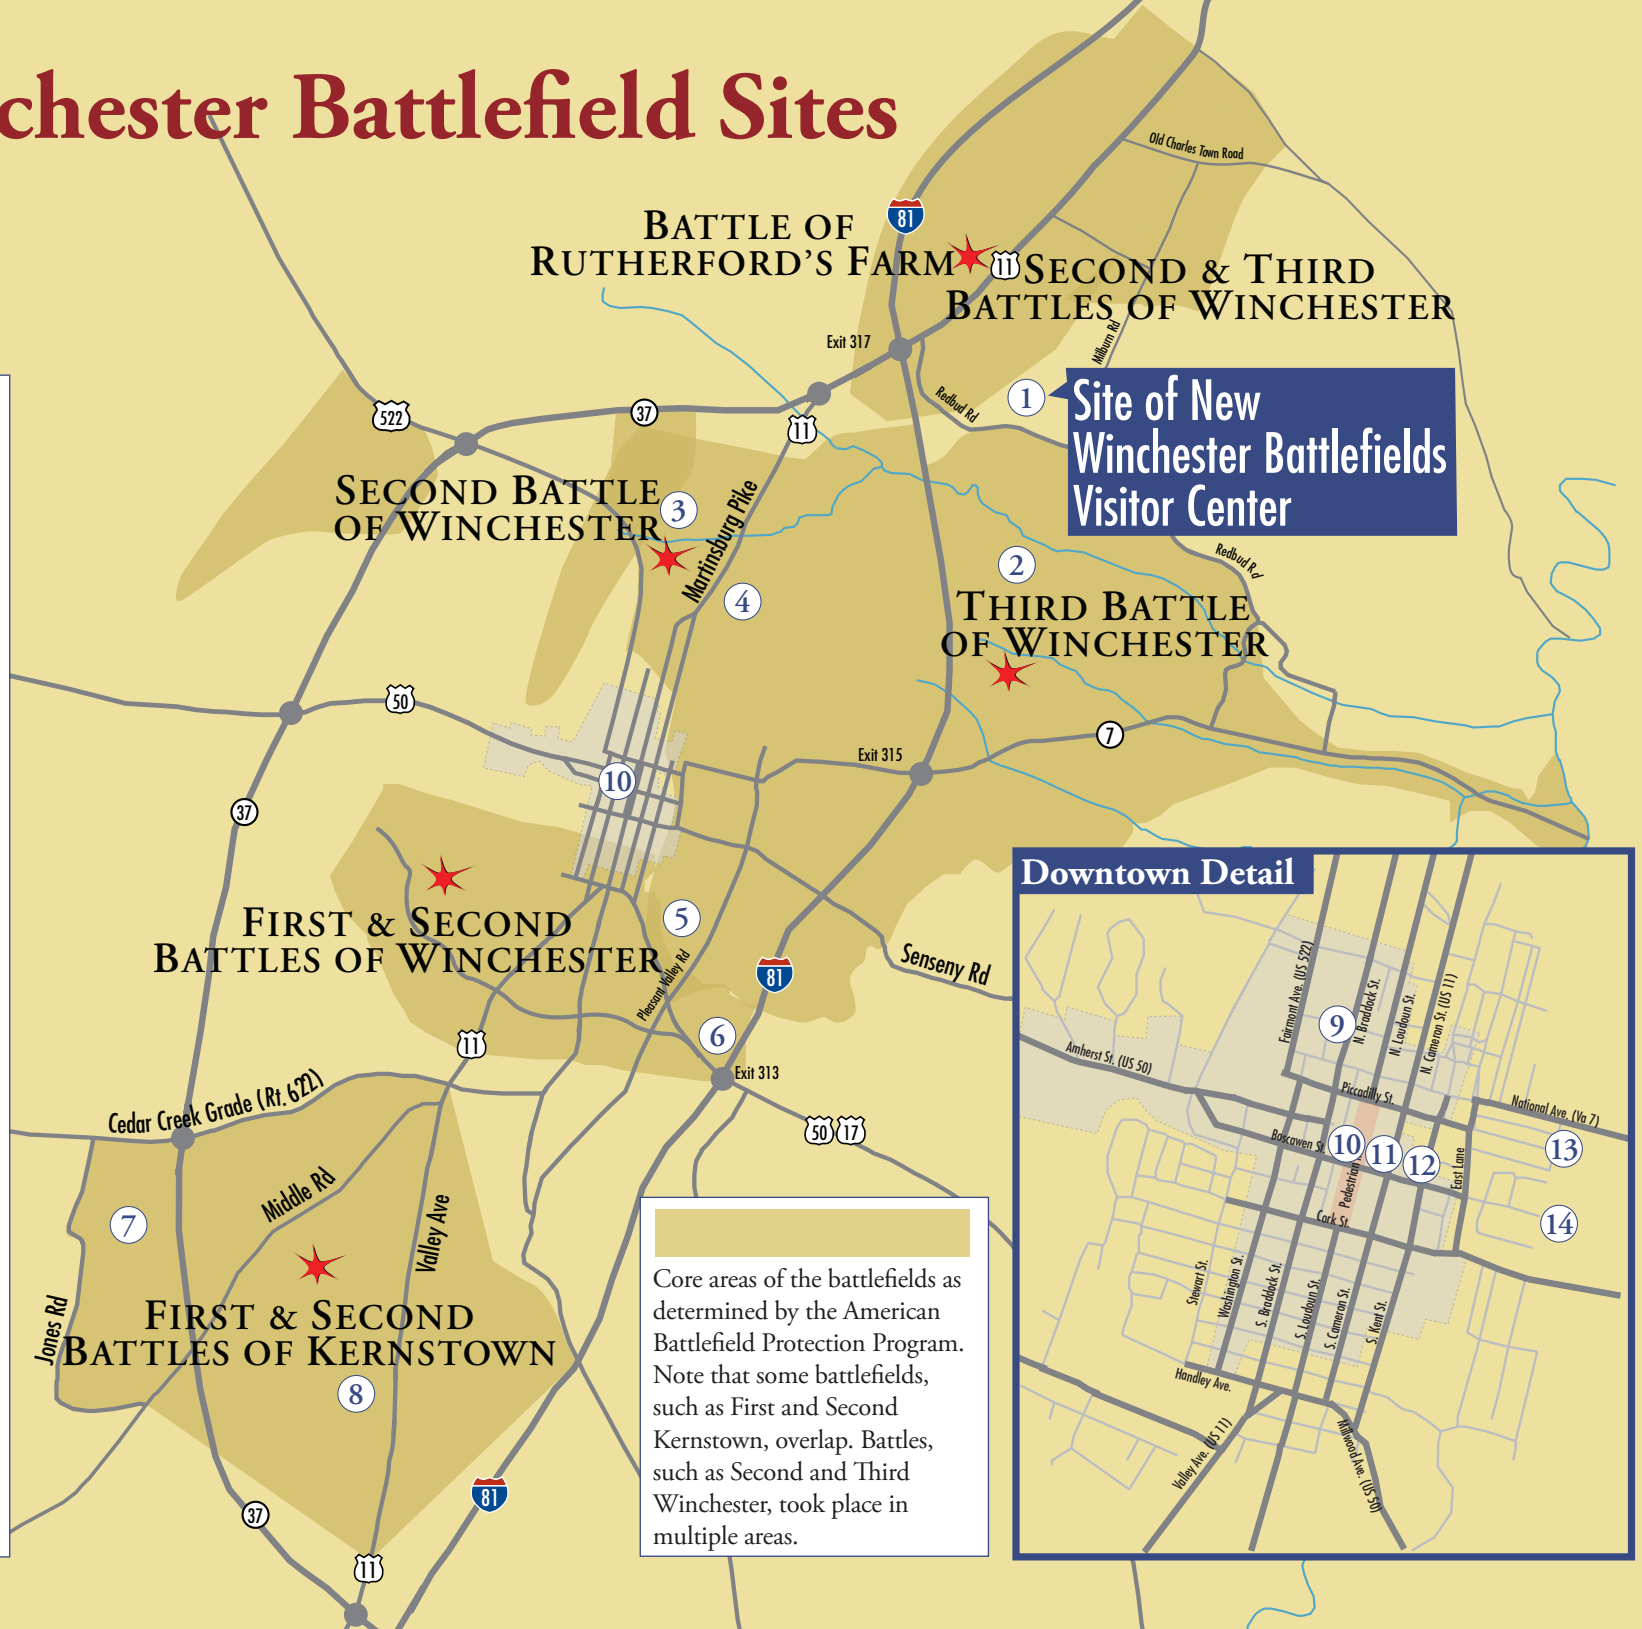 chester Battlefield Sites
Old Charles Town Road
81
BATTLE OF
RUTHERFORD'S FARM
11
SECOND & THIRD
BATTLES OF WINCHESTER
Exit 317
Milburn Rd
Redbud Rd
1
Site of New
Winchester Battlefields
Visitor Center
522
37
11
SECOND BATTLE
OF WINCHESTER
3
Martinsburg Pike
4
2
Redbud Rd
THIRD BATTLE
OF WINCHESTER
50
7
Exit 315
10
37
FIRST & SECOND
BATTLES OF WINCHESTER
5
Pleasant Valley Rd
81
Senseny Rd
6
11
Exit 313
50 17
Cedar Creek Grade (Rt. 622)
Middle Rd
Valley Ave
7
Jones Rd
FIRST & SECOND
BATTLES OF KERNSTOWN
8
81
37
11
Core areas of the battlefields as
determined by the American
Battlefield Protection Program.
Note that some battlefields,
such as First and Second
Kernstown, overlap. Battles,
such as Second and Third
Winchester, took place in
multiple areas.
Downtown Detail
Fairmont Ave. (US 522)
9
N. Braddock St.
N. Loudoun St.
N. Cameron St. (US 11)
Amherst St. (US 50)
Piccadilly St.
National Ave. (Va 7)
Boscawen St.
10
11
12
13
East Lane
Pedestrian
Cork St.
14
Stewart St.
Washington St.
S. Braddock St.
S. Loudoun St.
S. Cameron St.
S. Kent St.
Handley Ave.
Valley Ave. (US 11)
Millwood Ave. (US 50)